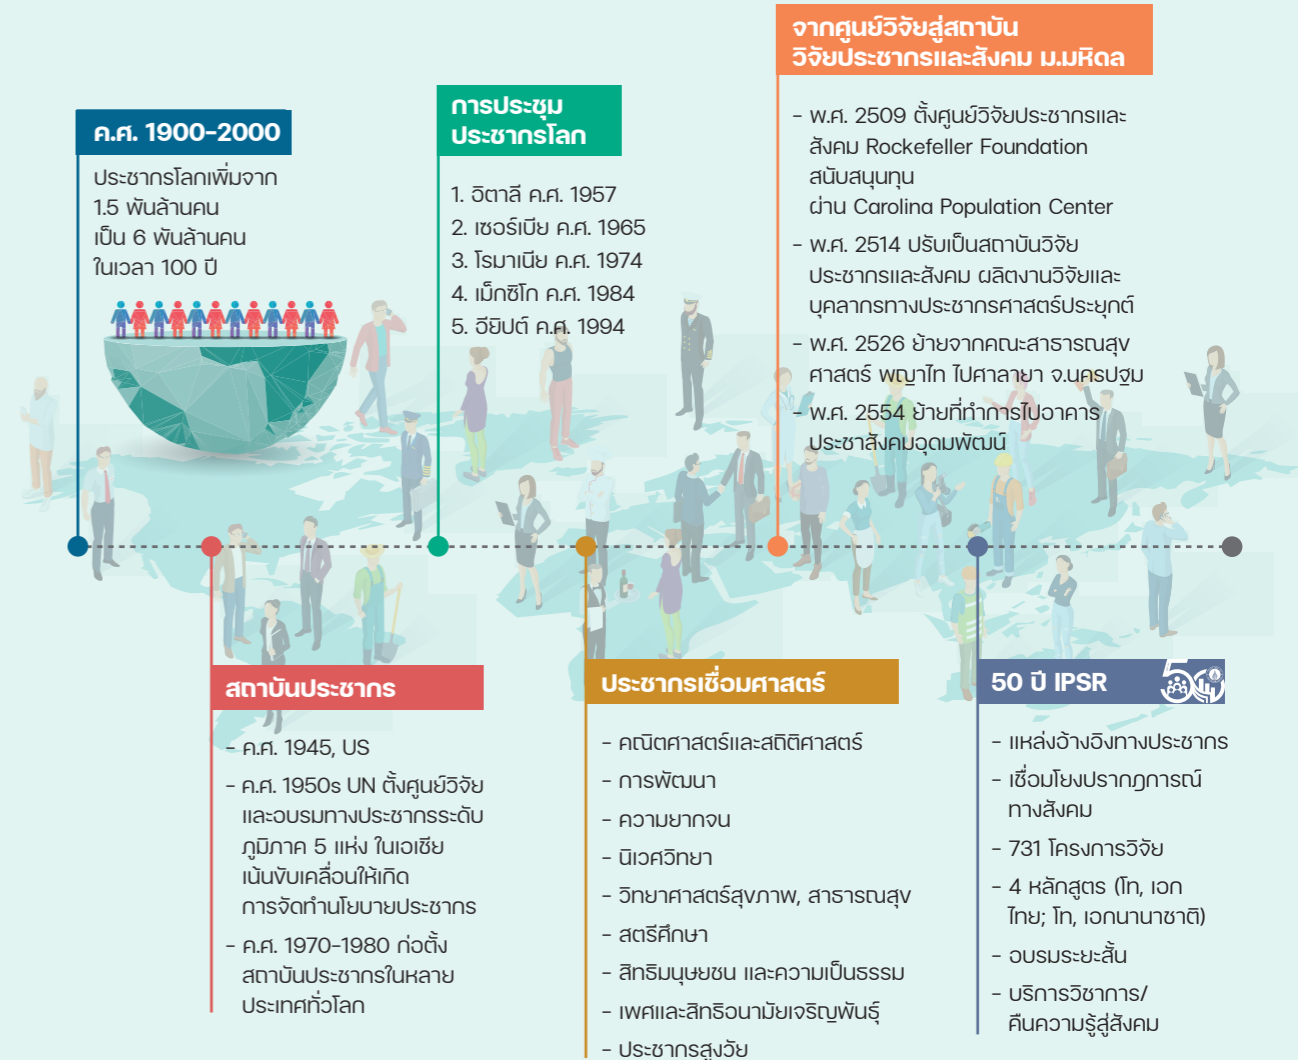 ค.ศ. 1900-2000
ประชากรโลกเพิ่มจาก
1.5 พันล้านคน
เป็น 6 พันล้านคน
ในเวลา 100 ปี
สถาบันประชากร
- ค.ศ. 1945, US
- ค.ศ. 1950s UN ตั้งศูนย์วิจัย
และอบรมทางประชากรระดับ
ภูมิภาค 5 แห่ง ในเอเชีย
เน้นขับเคลื่อนให้เกิด
การจัดทำนโยบายประชากร
- ค.ศ. 1970-1980 ก่อตั้ง
สถาบันประชากรในหลาย
ประเทศทั่วโลก
การประชุม
ประชากรโลก
1. อิตาลี ค.ศ. 1957
2. เซอร์เบีย ค.ศ. 1965
3. โรมาเนีย ค.ศ. 1974
4. เม็กซิโก ค.ศ. 1984
5. อียิปต์ ค.ศ. 1994
ประชากรเชื่อมศาสตร์
- คณิตศาสตร์และสถิติศาสตร์
- การพัฒนา
- ความยากจน
- นิเวศวิทยา
- วิทยาศาสตร์สุขภาพ, สาธารณสุข
- สตรีศึกษา
- สิทธิมนุษยชน และความเป็นธรรม
- เพศและสิทธิอนามัยเจริญพันธุ์
- ประชากรสูงวัย
จากศูนย์วิจัยสู่สถาบัน
วิจัยประชากรและสังคม ม.มหิดล
- พ.ศ. 2509 ตั้งศูนย์วิจัยประชากรและ
สังคม Rockefeller Foundation
สนับสนุนทุน
ผ่าน Carolina Population Center
- พ.ศ. 2514 ปรับเป็นสถาบันวิจัย
ประชากรและสังคม ผลิตงานวิจัยและ
บุคลากรทางประชากรศาสตร์ประยุกต์
- พ.ศ. 2526 ย้ายจากคณะสาธารณสุข
ศาสตร์ พญาไท ไปศาลายา จ.นครปฐม
- พ.ศ. 2554 ย้ายที่ทำการไปอาคาร
ประชาสังคมอุดมพัฒน์
50 ปี IPSR
50
- แหล่งอ้างอิงทางประชากร
- เชื่อมโยงปรากฏการณ์
ทางสังคม
- 731 โครงการวิจัย
- 4 หลักสูตร (โท, เอก
ไทย; โท, เอกนานาชาติ)
- อบรมระยะสั้น
- บริการวิชาการ/
คืนความรู้สู่สังคม